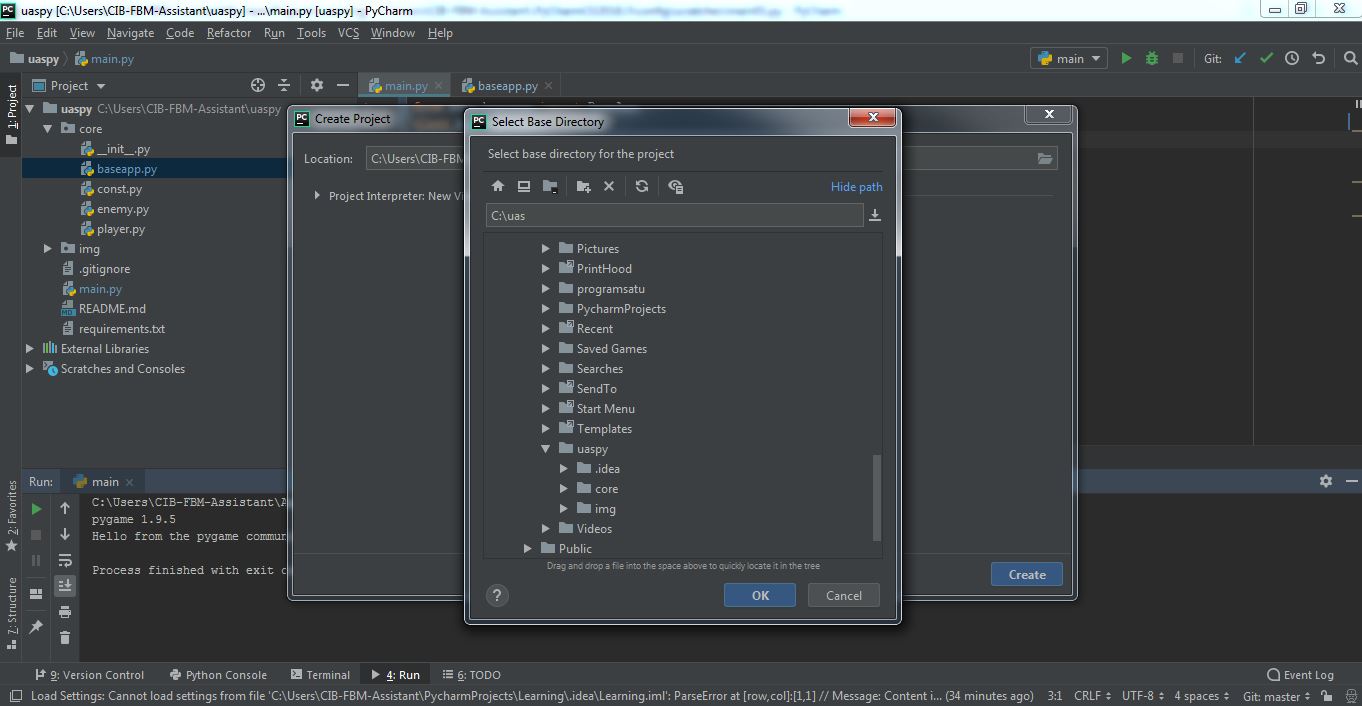 uaspy [C:\Users\CIB-FBM-Assistant\uaspy] - ...\main.py [uaspy] - PyCharm
File Edit View Navigate Code Refactor Run Tools VCS Window Help
uaspy main.py
main Git:
1: Project
Project
main.py
baseapp.py
uaspy C:\Users\CIB-FBM-Assistant\uaspy
core
__init__.py
baseapp.py
const.py
enemy.py
player.py
img
.gitignore
main.py
README.md
requirements.txt
External Libraries
Scratches and Consoles
Create Project
Location: C:\Users\CIB-FBM
Project Interpreter: New Vi
Create
Select Base Directory
Select base directory for the project
Hide path
C:\uas
Pictures
PrintHood
programsatu
PycharmProjects
Recent
Saved Games
Searches
SendTo
Start Menu
Templates
uaspy
.idea
core
img
Videos
Public
Drag and drop a file into the space above to quickly locate it in the tree
? OK Cancel
2: Favorites
7: Structure
Run: main
C:\Users\CIB-FBM-Assistant\
pygame 1.9.5
Hello from the pygame commun
Process finished with exit c
9: Version Control Python Console Terminal 4: Run 6: TODO Event Log
Load Settings: Cannot load settings from file 'C:\Users\CIB-FBM-Assistant\PycharmProjects\Learning\.idea\Learning.iml': ParseError at [row,col]:[1,1] // Message: Content i... (34 minutes ago) 3:1 CRLF UTF-8 4 spaces Git: master